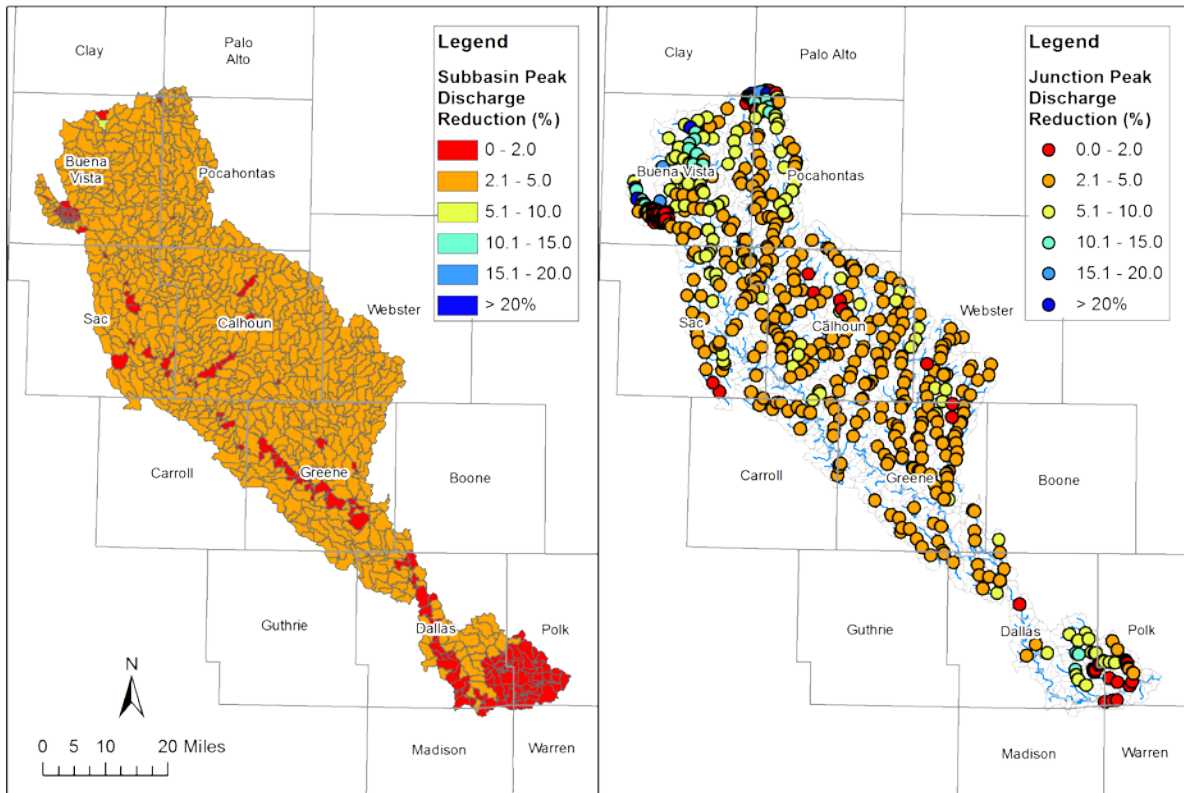 Clay
Palo
Alto
Legend
Subbasin Peak
Discharge
Reduction (%)
0 - 2.0
2.1 - 5.0
5.1 - 10.0
10.1 - 15.0
15.1 - 20.0
> 20%
Buena
Vista
Pocahontas
Sac
Calhoun
Webster
Carroll
Greene
Boone
Guthrie
Dallas
Polk
Madison
Warren
N
0 5 10 20 Miles
Clay
Palo Alto
Legend
Junction Peak
Discharge
Reduction (%)
0.0 - 2.0
2.1 - 5.0
5.1 - 10.0
10.1 - 15.0
15.1 - 20.0
> 20%
Buena Vista
Pocahontas
Sac
Calhoun
Webster
Carroll
Greene
Boone
Guthrie
Dallas
Polk
Madison
Warren